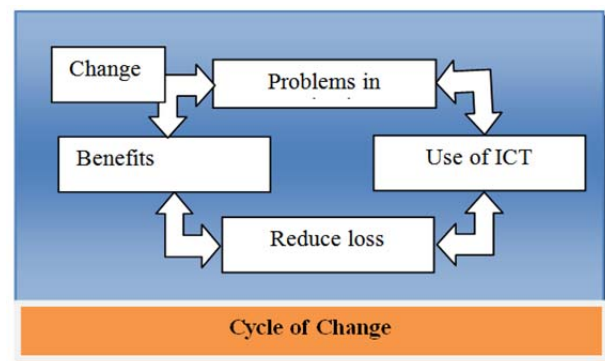 Change
Problems in
Benefits
Use of ICT
Reduce loss
Cycle of Change